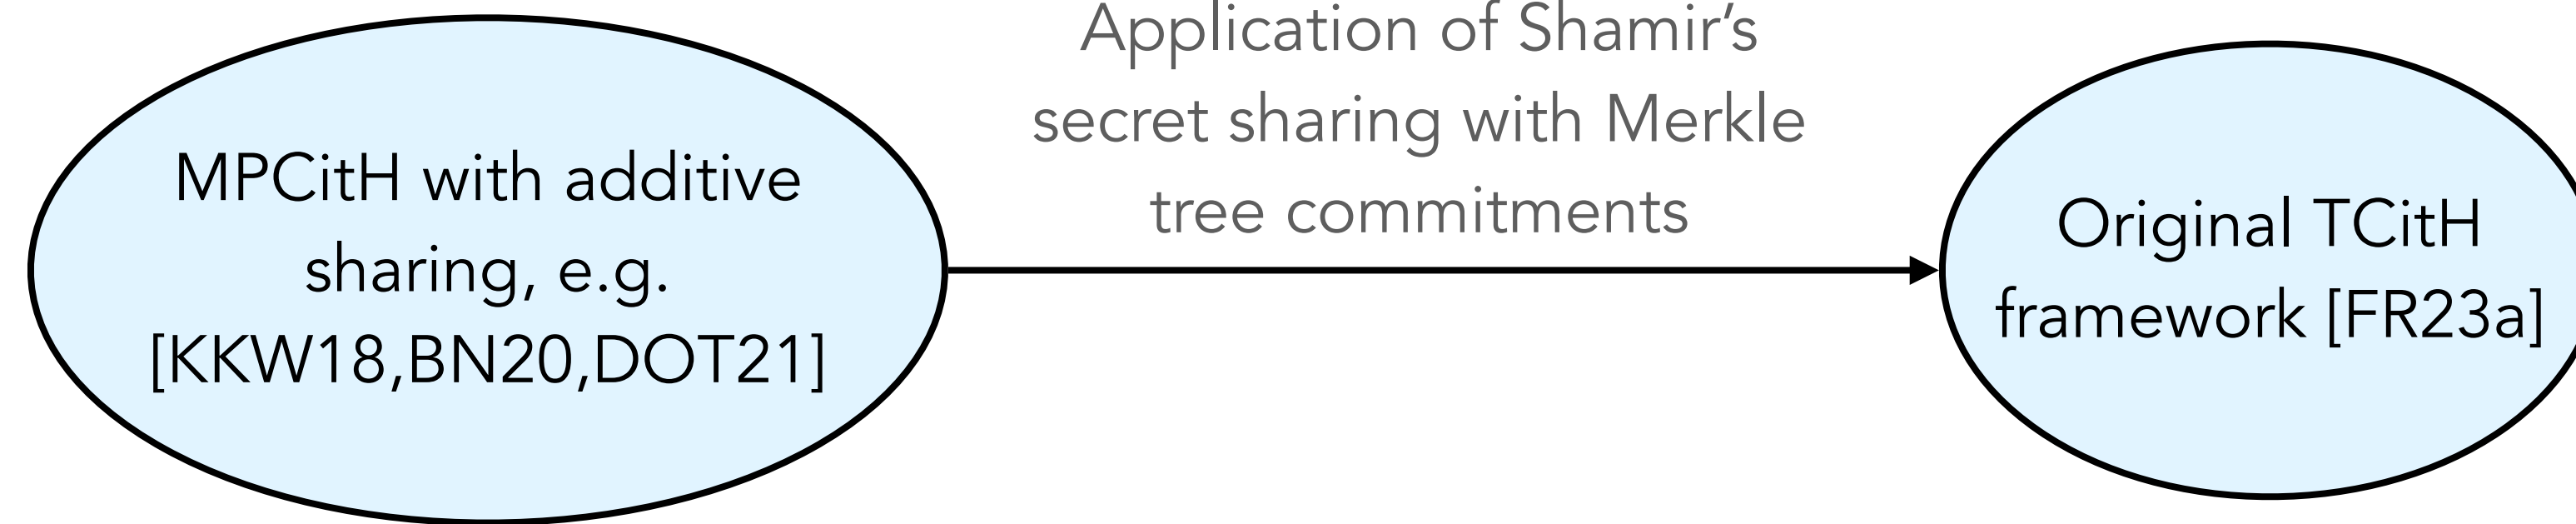 MPCitH with additive
sharing, e.g.
[KKW18,BN20,DOT21]
Application of Shamir’s
secret sharing with Merkle
tree commitments
Original TCitH
framework [FR23a]